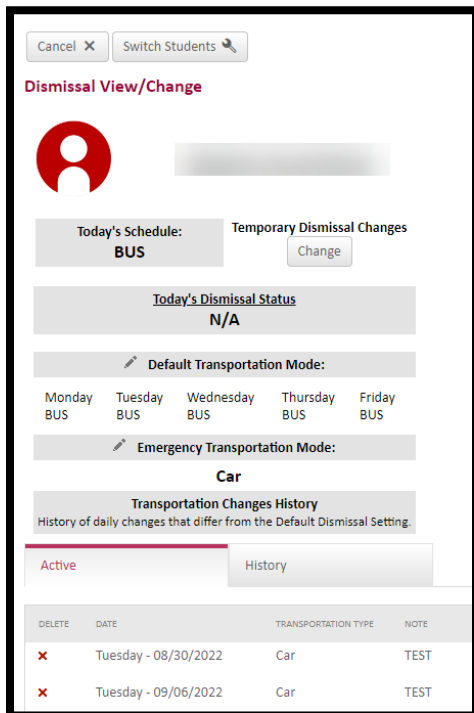 Cancel X Switch Students
Dismissal View/Change
Today's Schedule:
BUS
Temporary Dismissal Changes
Change
Today's Dismissal Status
N/A
Default Transportation Mode:
Monday Tuesday Wednesday Thursday Friday
BUS BUS BUS BUS BUS
Emergency Transportation Mode:
Car
Transportation Changes History
History of daily changes that differ from the Default Dismissal Setting.
Active History
DELETE DATE TRANSPORTATION TYPE NOTE
x Tuesday - 08/30/2022 Car TEST
x Tuesday - 09/06/2022 Car TEST